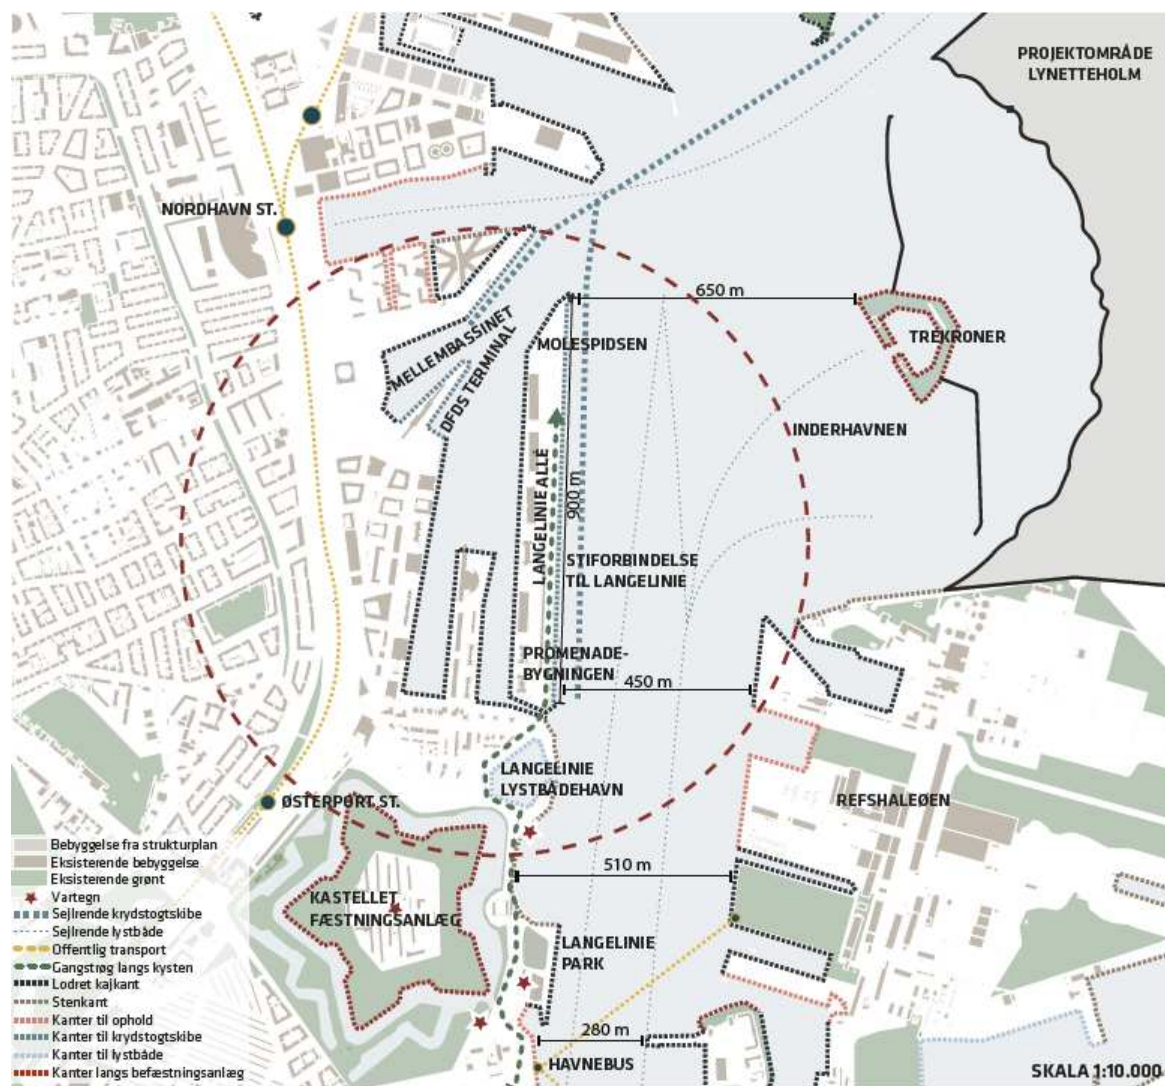 PROJEKTOMRÅDE
LYNETTEHOLM
NORDHAVN ST.
650 m
MOLESPIDSEN
TREKRONER
MELLEMBASSINET
DFDS TERMINAL
INDERHAVNEN
LANGELINIE ALLÉ
900 m
STIFORBINDELSE
TIL LANGELINIE
PROMENADE-
BYGNINGEN
450 m
LANGELINIE
LYSTBÅDEHAVN
ØSTERPORT ST.
REFSHALEØEN
510 m
KASTELLET
FÆSTNINGSANLÆG
LANGELINIE
PARK
280 m
HAVNEBUS
Bebyggelse fra strukturplan
Eksisterende bebyggelse
Eksisterende grønt
Vartegn
Sejlrende krydstogtskibe
Sejlrende lystbåde
Offentlig transport
Gangstrøg langs kysten
Lodret kajkant
Stenkant
Kanter til ophold
Kanter til krydstogtskibe
Kanter til lystbåde
Kanter langs befæstningsanlæg
SKALA 1:10.000